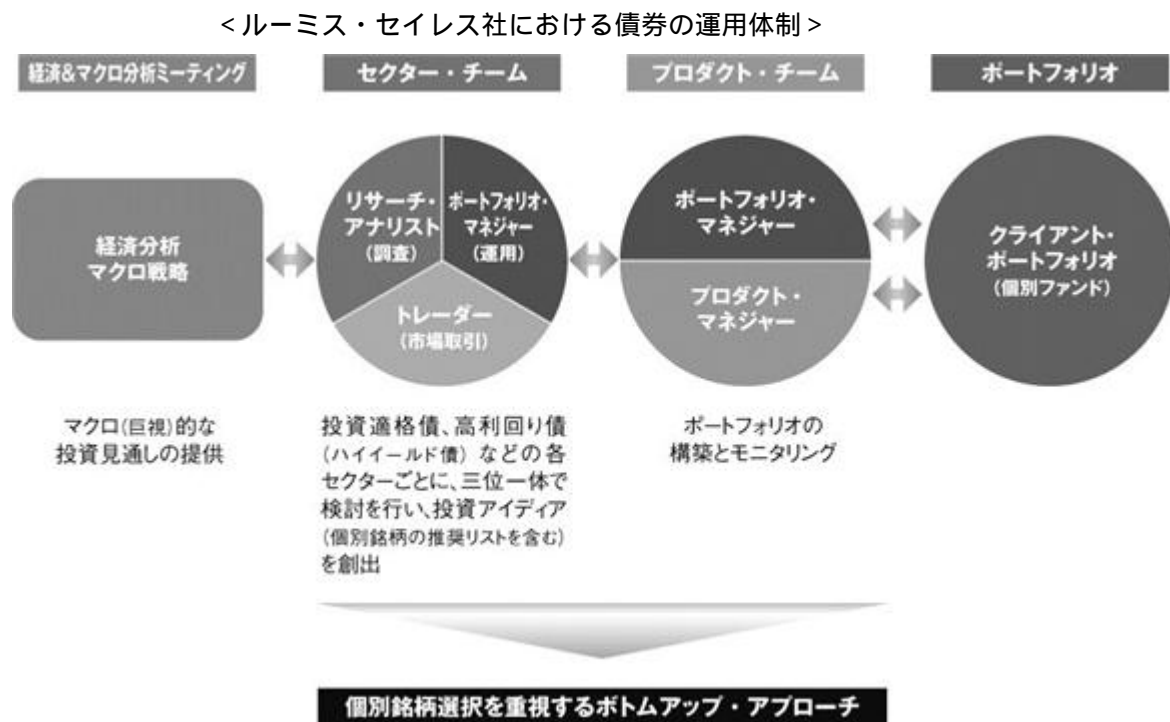 <ルーミス・セイレス社における債券の運用体制>
経済&マクロ分析ミーティング
セクター・チーム
プロダクト・チーム
ポートフォリオ
経済分析
マクロ戦略
リサーチ・
アナリスト
(調査)
ポートフォリオ・
マネジャー
(運用)
トレーダー
(市場取引)
ポートフォリオ・
マネジャー
プロダクト・
マネジャー
クライアント・
ポートフォリオ
(個別ファンド)
マクロ(巨視)的な
投資見通しの提供
投資適格債、高利回り債
(ハイイールド債)などの各
セクターごとに、三位一体で
検討を行い、投資アイディア
(個別銘柄の推奨リストを含む)
を創出
ポートフォリオの
構築とモニタリング
個別銘柄選択を重視するボトムアップ・アプローチ